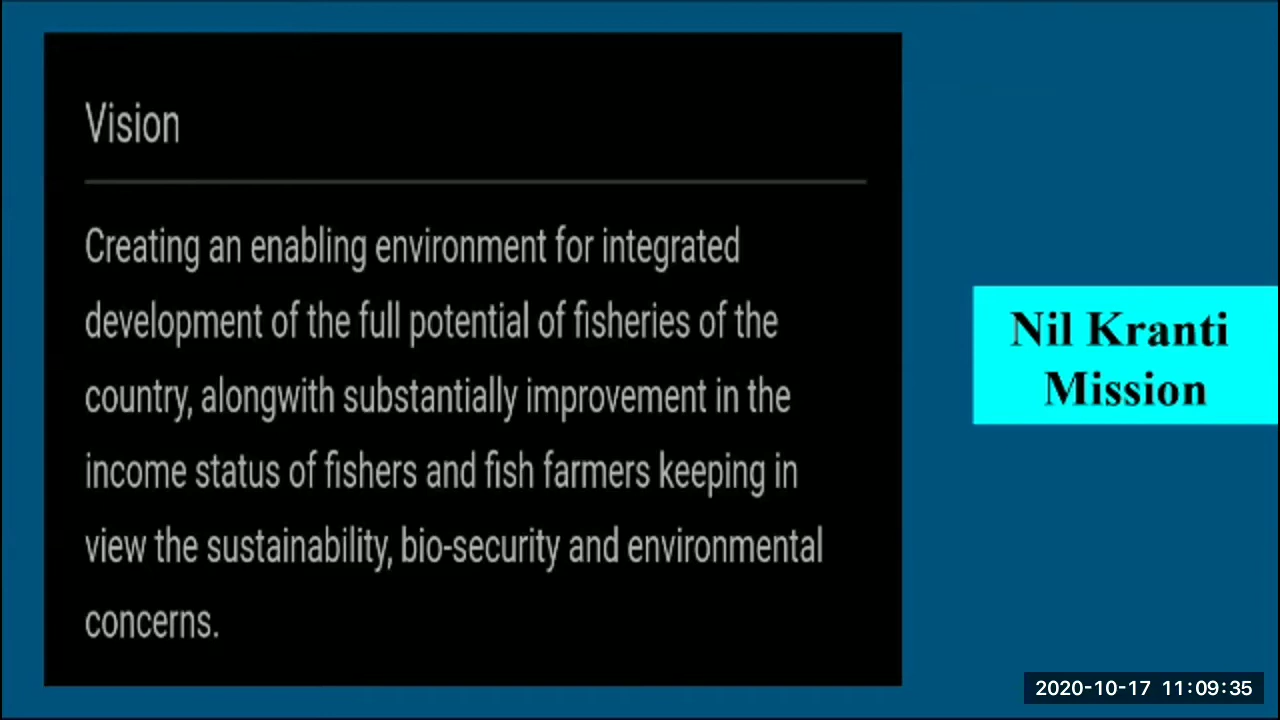 Vision
Creating an enabling environment for integrated
development of the full potential of fisheries of the
country, alongwith substantially improvement in the
income status of fishers and fish farmers keeping in
view the sustainability, bio-security and environmental
concerns.
Nil Kranti
Mission
2020-10-17 11:09:35